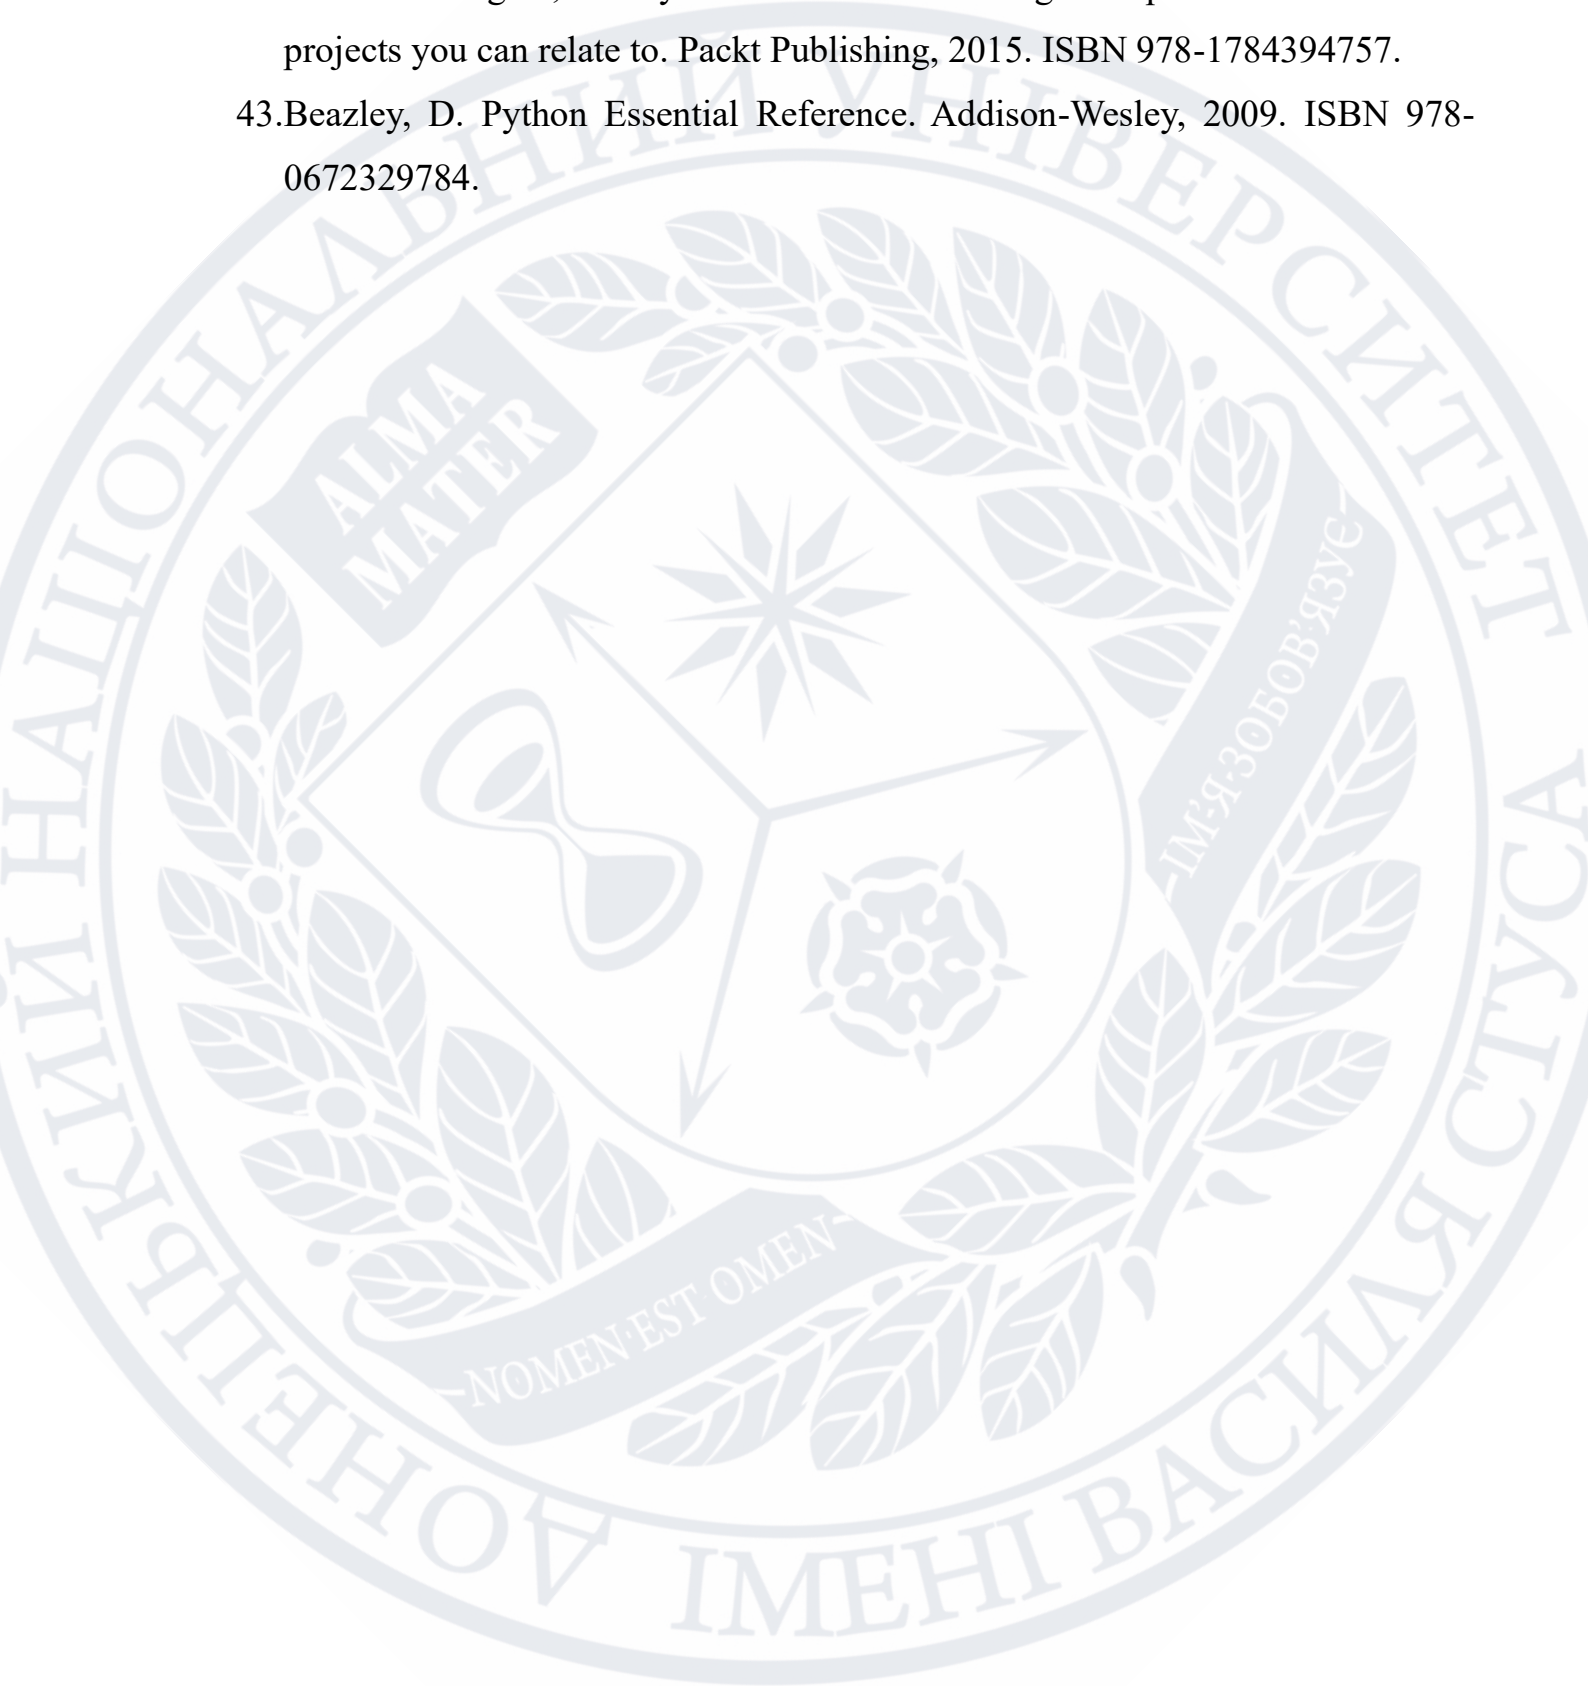 projects you can relate to. Packt Publishing, 2015. ISBN 978-1784394757.
43.Beazley, D. Python Essential Reference. Addison-Wesley, 2009. ISBN 978-
0672329784.
ДОНЕЦЬКИЙ НАЦІОНАЛЬНИЙ УНІВЕРСИТЕТ
ІМЕНІ ВАСИЛЯ СТУСА
ALMA
MATER
ІМ'Я ЗОБОВ'ЯЗУЄ
NOMEN EST OMEN